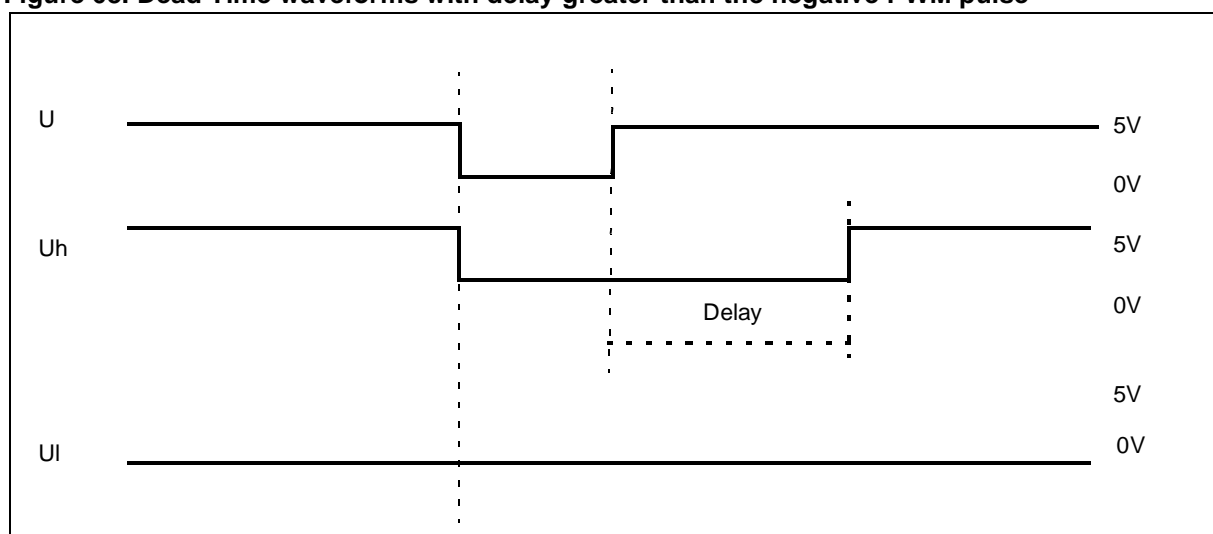 Figure Dead Time waveforms with delay greater than the negative PWM pulse
U
5V
0V
Uh
5V
Delay
0V
5V
Ul
0V